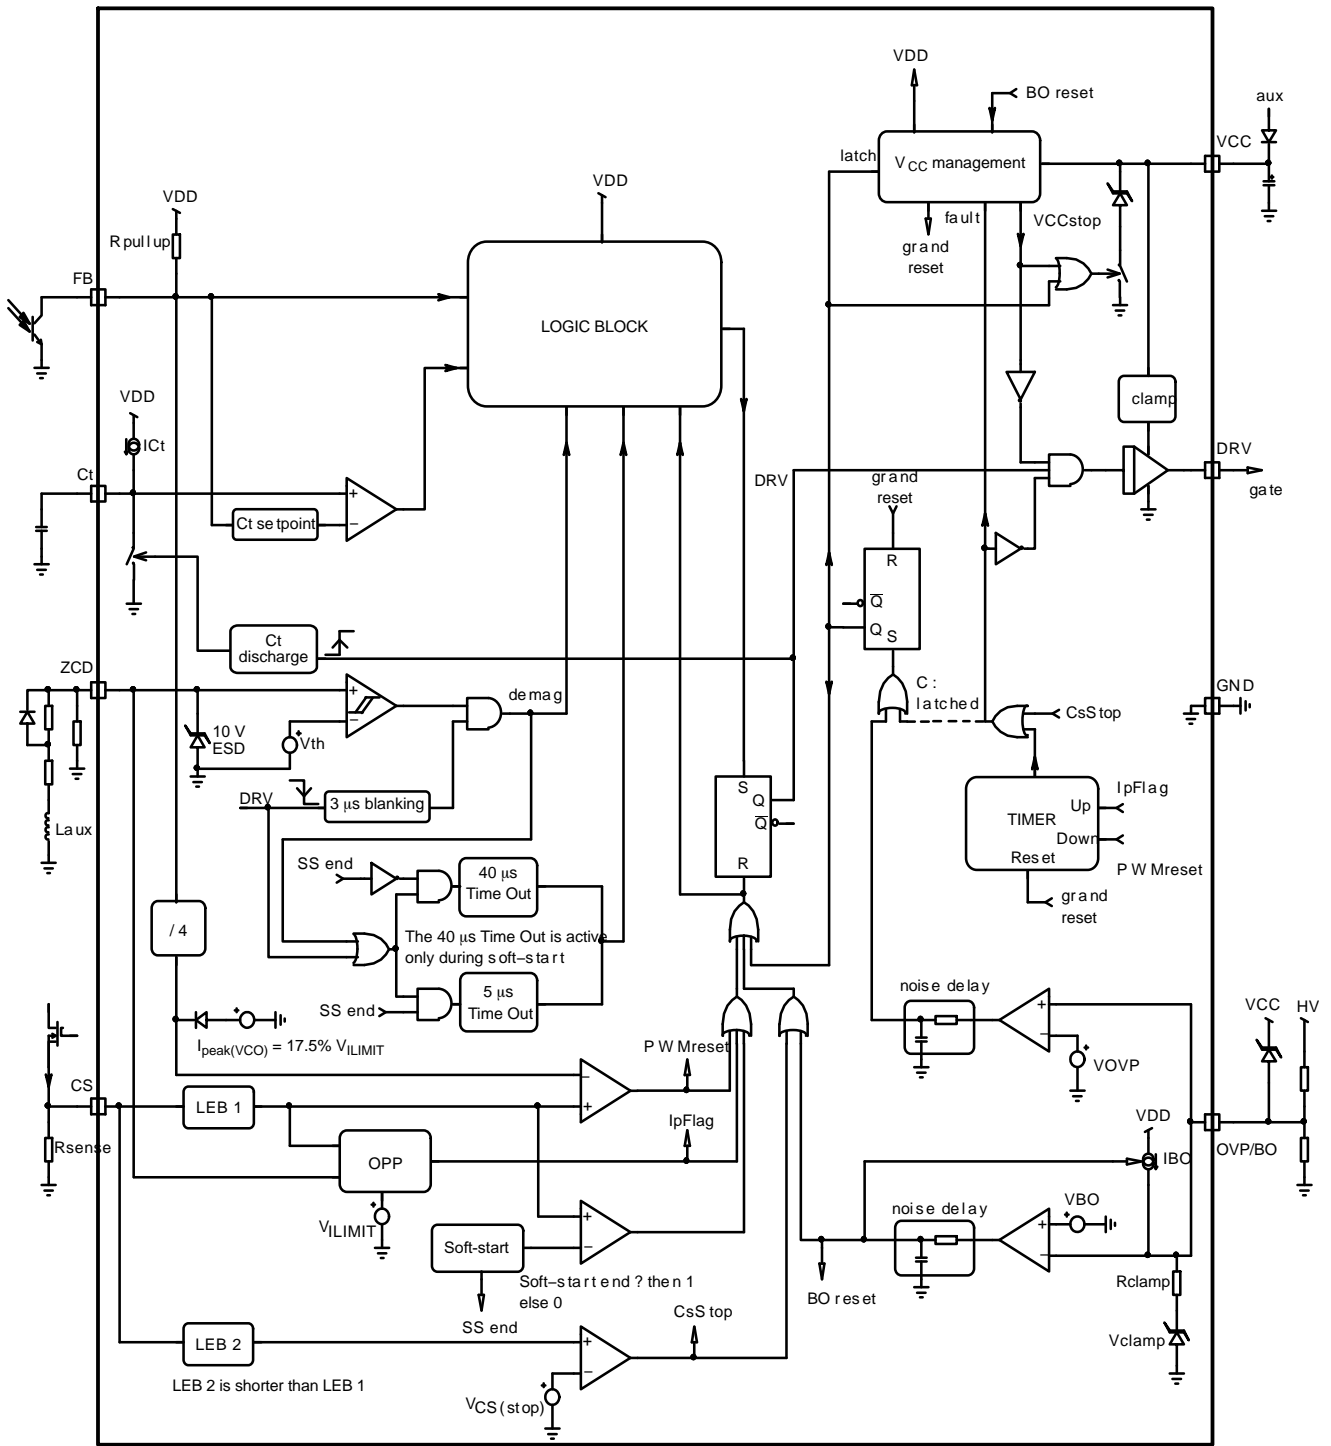 VDD
BO reset
aux
VCC
latch
VCC management
VDD
VDD
fault
VCCstop
grand
reset
Rpullup
FB
LOGIC BLOCK
VDD
clamp
ICt
DRV
Ct
grand
reset
DRV
gate
Ct setpoint
R
Q
Q
S
Ct
discharge
ZCD
GND
demag
C:
latched
CsStop
10 V
ESD
Vth
IpFlag
S
Q
Up
DRV
3 µs blanking
Q
TIMER
Laux
Down
SS end
40 µs
Time Out
R
Reset
PWMreset
grand
reset
/ 4
The 40 µs Time Out is active
only during soft–start
noise delay
5 µs
Time Out
SS end
VCC
HV
Ipeak(VCO) = 17.5% VILIMIT
PWMreset
VOVP
CS
LEB 1
IpFlag
VDD
Rsense
OPP
IBO
OVP/BO
VBO
noise delay
VILIMIT
Soft-start
Soft–start end ? then 1
else 0
Rclamp
BO reset
CsStop
SS end
LEB 2
Vclamp
LEB 2 is shorter than LEB 1
VCS(stop)